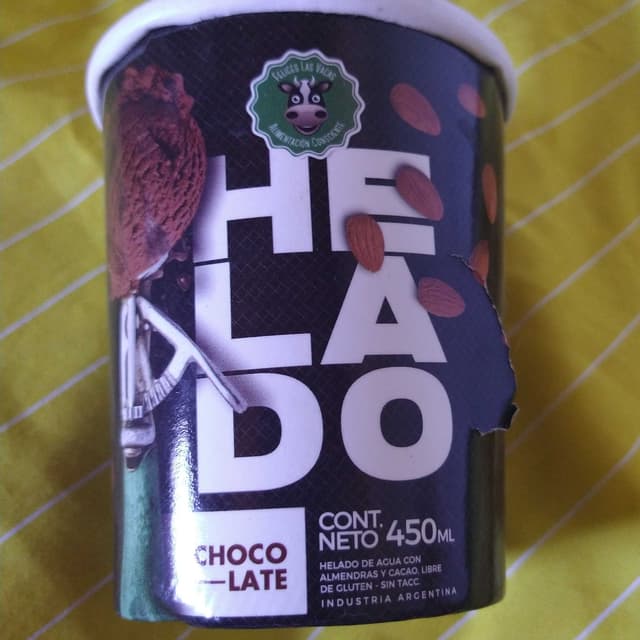 FELICES LAS VACAS
ALIMENTACIÓN CONSCIENTE
HE
LA
DO
CHOCO
—LATE
CONT.
NETO 450ML
HELADO DE AGUA CON
ALMENDRAS Y CACAO, LIBRE
DE GLUTEN - SIN TACC.
INDUSTRIA ARGENTINA